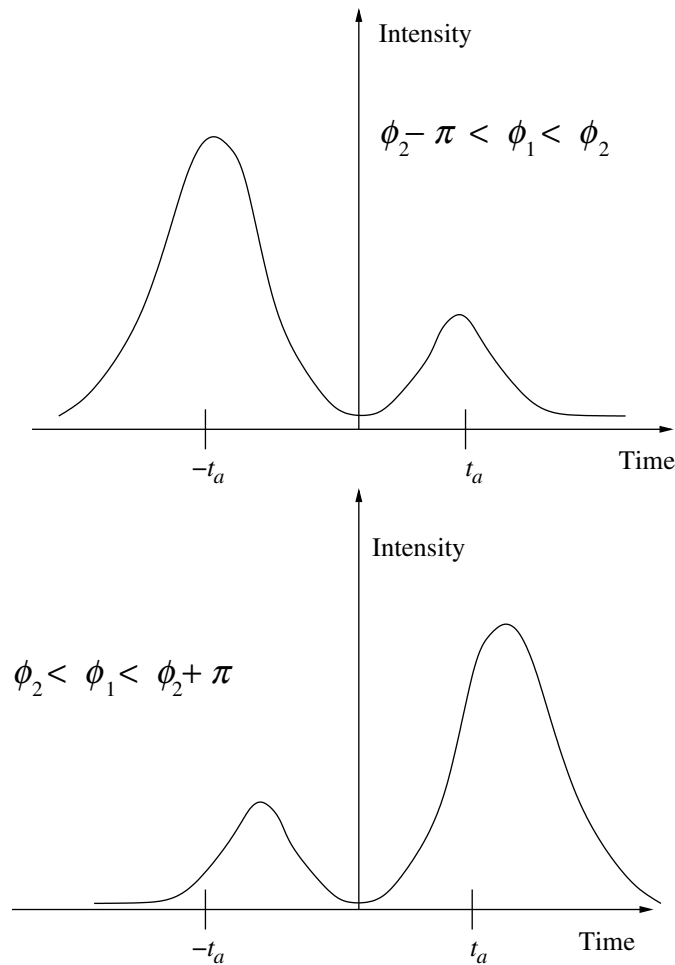 Intensity
ϕ₂− π < ϕ₁ < ϕ₂
−tₐ
tₐ
Time
Intensity
ϕ₂< ϕ₁< ϕ₂+ π
−tₐ
tₐ
Time